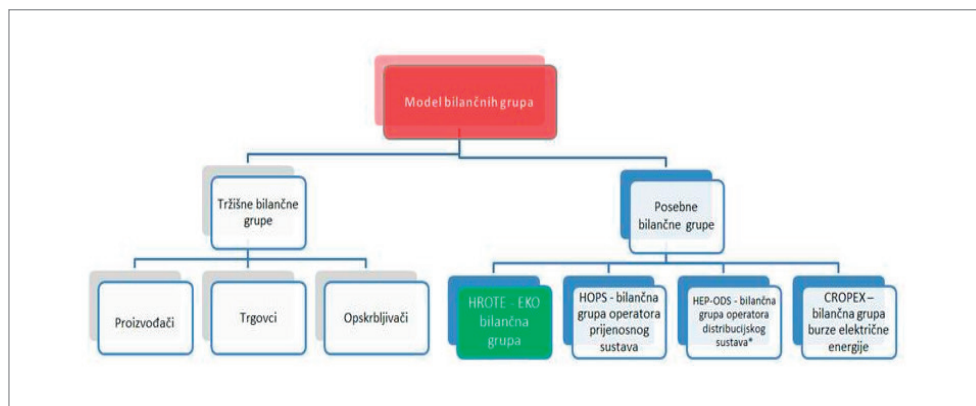 Model bilančnih grupa
Tržišne bilančne
grupe
Posebne
bilančne grupe
Proizvođači
Trgovci
Opskrbljivači
HROTE - EKO
bilančna
grupa
HOPS - bilančna
grupa operatora
prijenosnog
sustava
HEP-ODS - bilančna
grupa operatora
distribucijskog
sustava*
CROPEX –
bilančna grupa
burze električne
energije